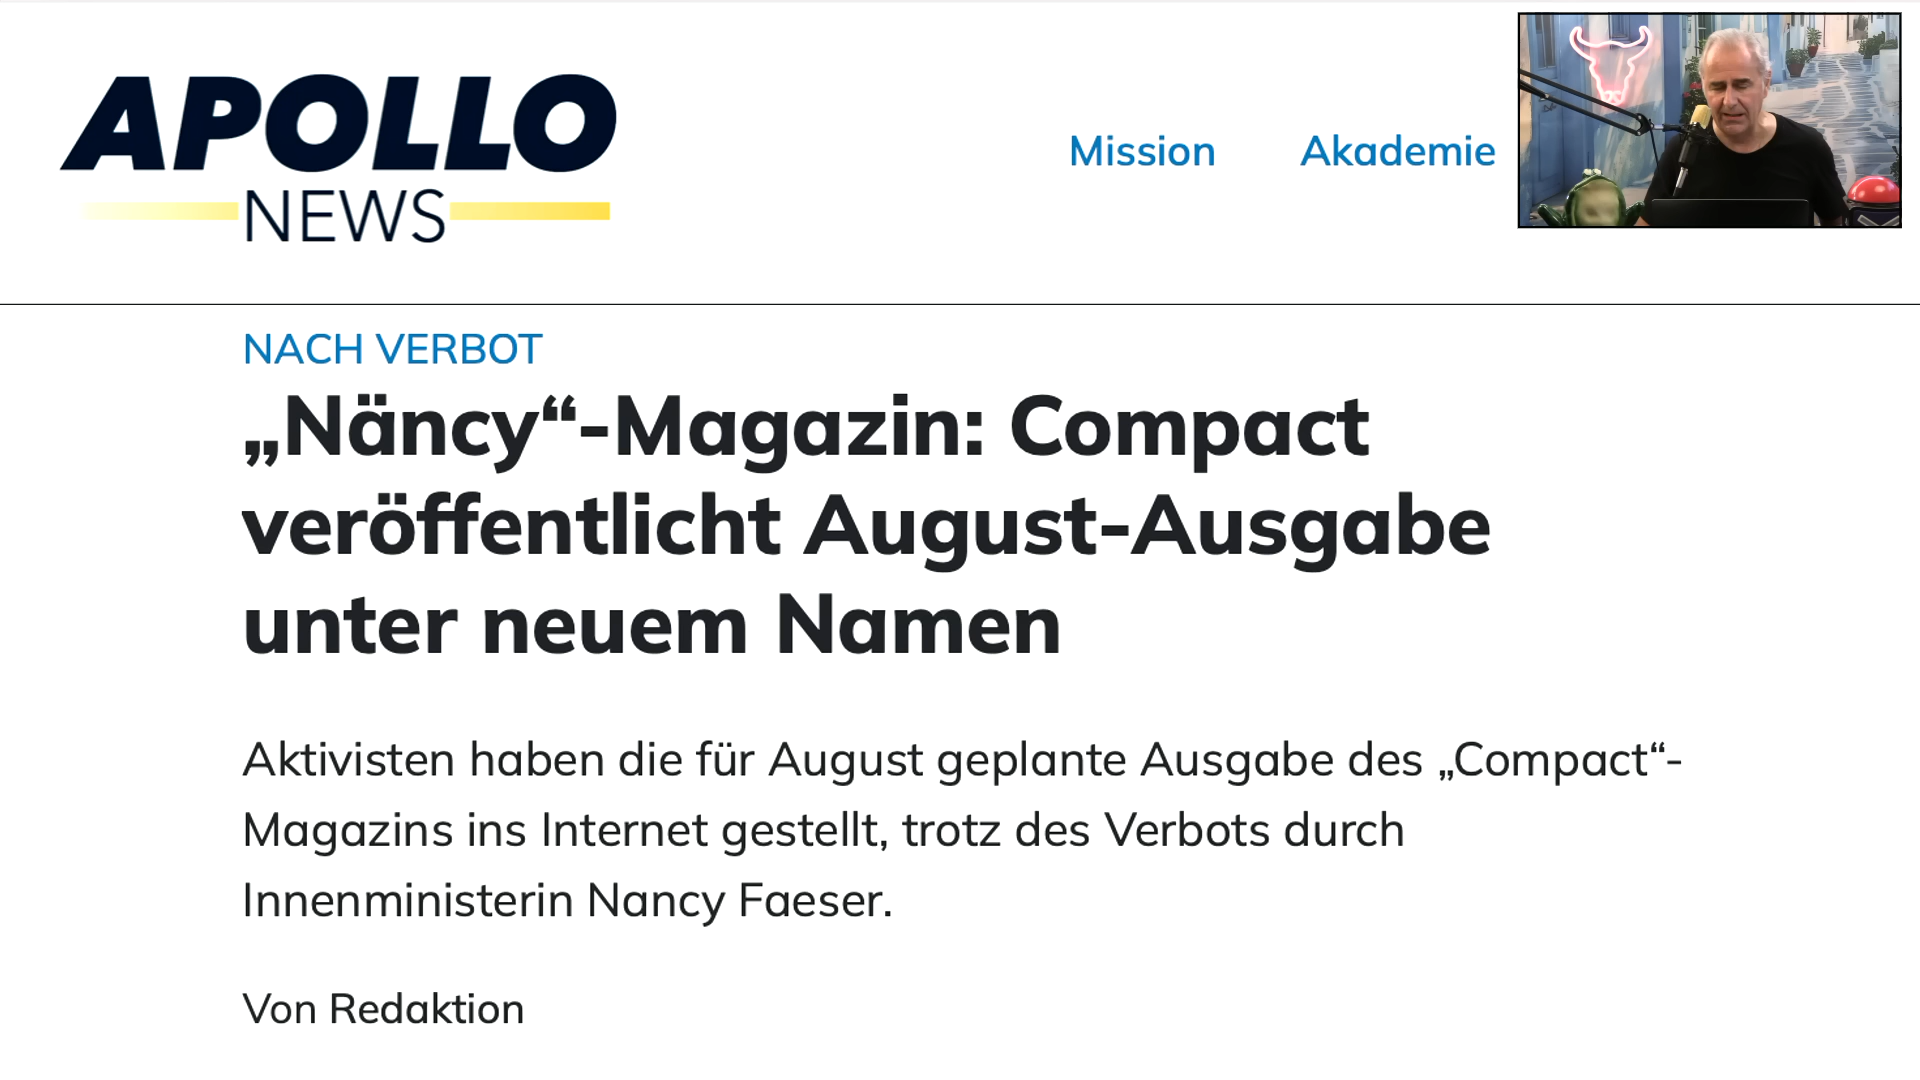 APOLLO
NEWS
Mission
Akademie
NACH VERBOT
„Näncy“-Magazin: Compact
veröffentlicht August-Ausgabe
unter neuem Namen
Aktivisten haben die für August geplante Ausgabe des „Compact“-
Magazins ins Internet gestellt, trotz des Verbots durch
Innenministerin Nancy Faeser.
Von Redaktion